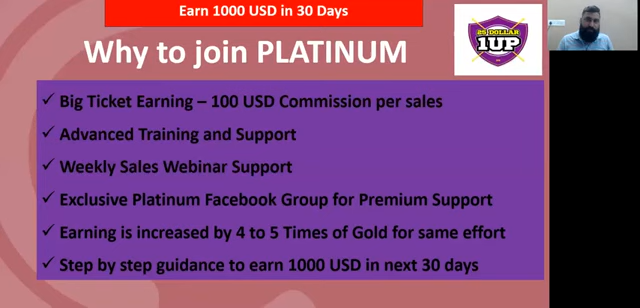 Earn 1000 USD in 30 Days
Why to join PLATINUM
25 DOLLAR
1UP
Big Ticket Earning – 100 USD Commission per sales
Advanced Training and Support
Weekly Sales Webinar Support
Exclusive Platinum Facebook Group for Premium Support
Earning is increased by 4 to 5 Times of Gold for same effort
Step by step guidance to earn 1000 USD in next 30 days